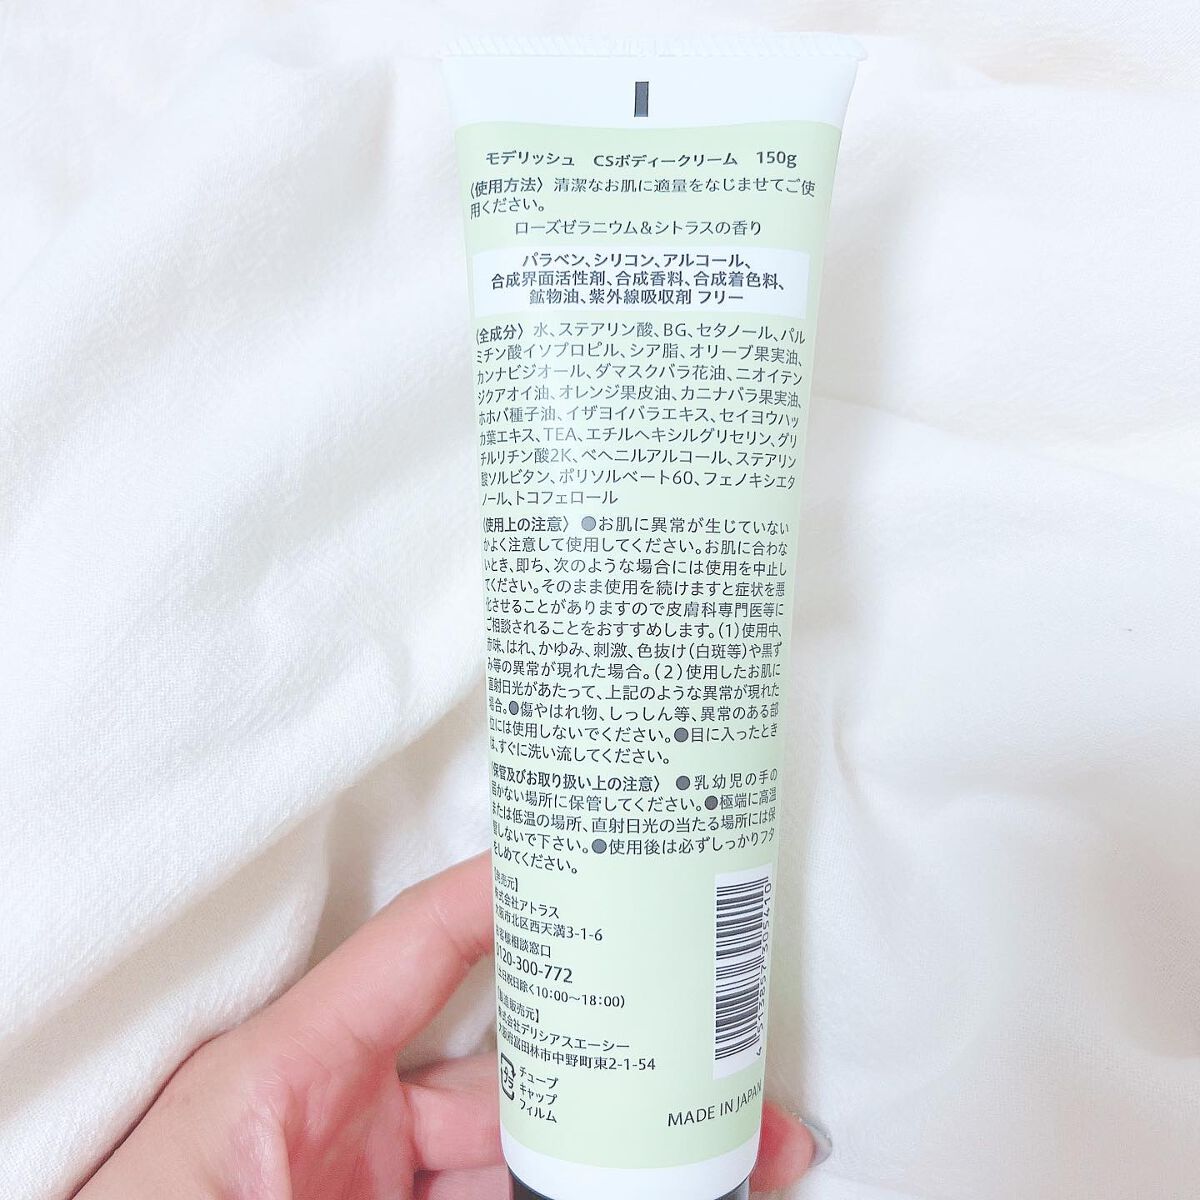 モデリッシュ CSボディークリーム 150g
〈使用方法〉清潔なお肌に適量をなじませてご使
用ください。
ローズゼラニウム&シトラスの香り
パラベン、シリコン、アルコール、
合成界面活性剤、合成香料、合成着色料、
鉱物油、紫外線吸収剤 フリー
〈全成分〉水、ステアリン酸、BG、セタノール、パル
ミチン酸イソプロピル、シア脂、オリーブ果実油、
カンナビジオール、ダマスクバラ花油、ニオイテン
ジクアオイ油、オレンジ果皮油、カニナバラ果実油、
ホホバ種子油、イザヨイバラエキス、セイヨウハッ
カ葉エキス、TEA、エチルヘキシルグリセリン、グリ
チルリチン酸2K、ベヘニルアルコール、ステアリン
酸ソルビタン、ポリソルベート60、フェノキシエタ
ノール、トコフェロール
〈使用上の注意〉●お肌に異常が生じていない
かよく注意して使用してください。お肌に合わな
いとき、即ち、次のような場合には使用を中止し
てください。そのまま使用を続けますと症状を悪
化させることがありますので皮膚科専門医等に
ご相談されることをおすすめします。(1)使用中、
赤味、はれ、かゆみ、刺激、色抜け(白斑等)や黒ず
み等の異常が現れた場合。(2)使用したお肌に
直射日光があたって、上記のような異常が現れた
場合。●傷やはれ物、しっしん等、異常のある部
位には使用しないでください。●目に入ったとき
は、すぐに洗い流してください。
〈保管及びお取り扱い上の注意〉●乳幼児の手の
届かない場所に保管してください。●極端に高温
または低温の場所、直射日光の当たる場所には保
管しないで下さい。●使用後は必ずしっかりフタ
をしめてください。
【発売元】
株式会社アトラス
大阪市北区西天満3-1-6
お客様相談窓口
0120-300-772
(土日祝日除く10:00〜18:00)
【製造販売元】
株式会社デリシアスエーシー
大阪府富田林市中野町東2-1-54
プラ
チューブ
キャップ
フィルム
4 513857 305410
MADE IN JAPAN